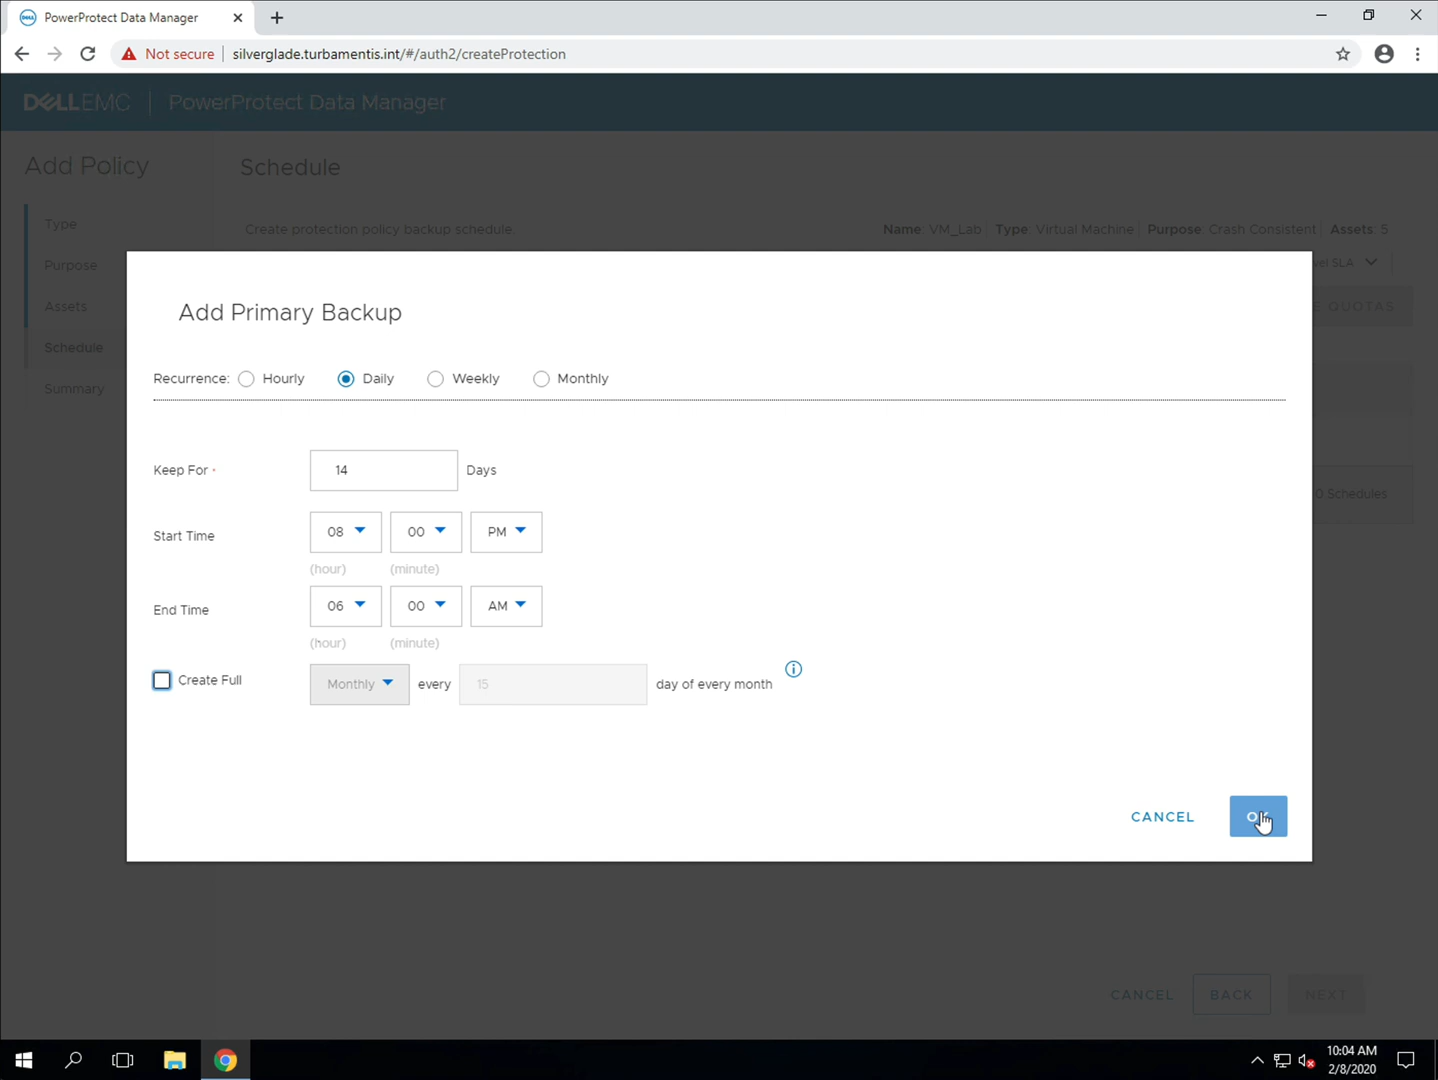 PowerProtect Data Manager
Not secure silverglade.turbamentis.int/#/auth2/createProtection
DELLEMC PowerProtect Data Manager
Add Policy
Schedule
Type
Purpose
Assets
Schedule
Summary
Create protection policy backup schedule.
Name: VM_Lab Type: Virtual Machine Purpose: Crash Consistent Assets: 5
SLA
QUOTAS
0 Schedules
Add Primary Backup
Recurrence: Hourly Daily Weekly Monthly
Keep For * 14 Days
Start Time 08 00 PM
(hour) (minute)
End Time 06 00 AM
(hour) (minute)
Create Full Monthly every 15 day of every month
CANCEL
CANCEL BACK NEXT
10:04 AM
2/8/2020